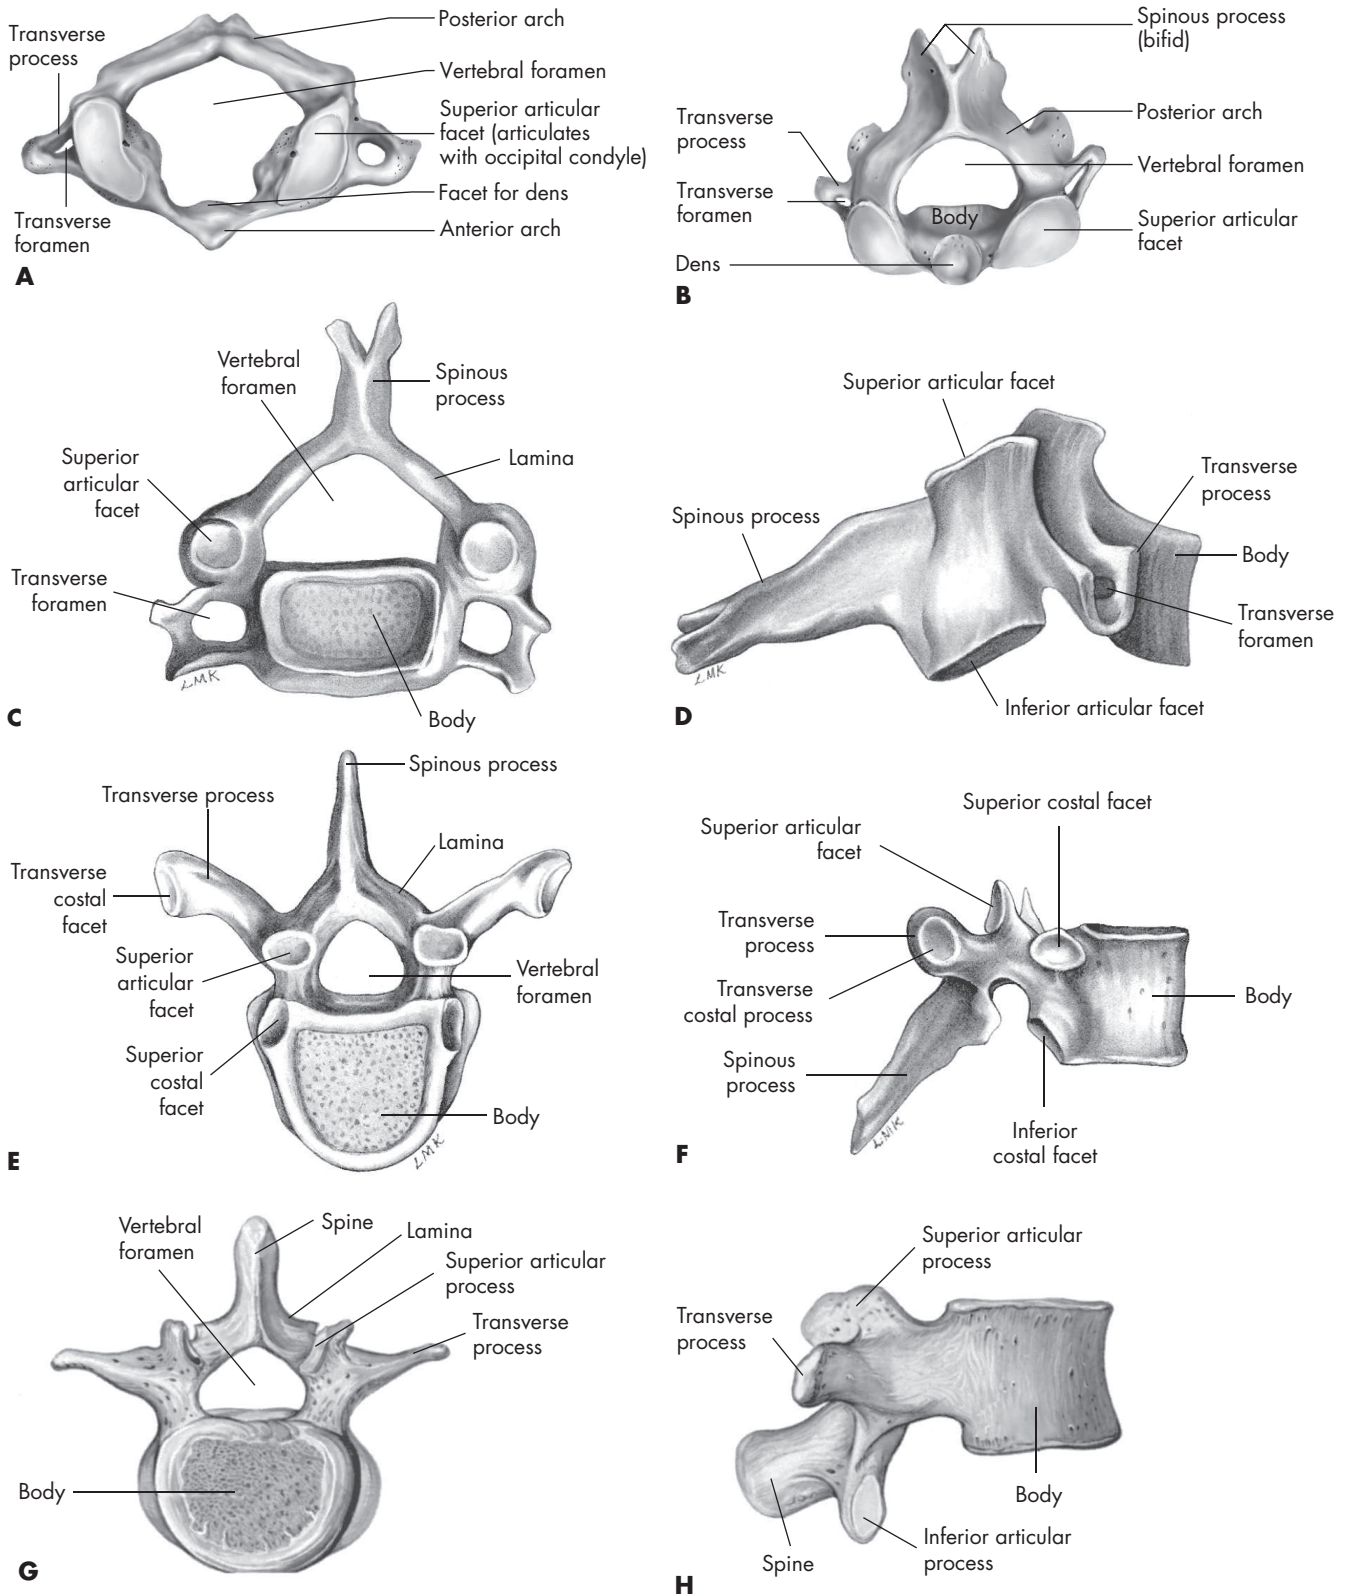 Transverse
process
Posterior arch
Vertebral foramen
Superior articular
facet (articulates
with occipital condyle)
Facet for dens
Anterior arch
Transverse
foramen
A
Spinous process
(bifid)
Transverse
process
Posterior arch
Vertebral foramen
Transverse
foramen
Body
Superior articular
facet
Dens
B
Vertebral
foramen
Spinous
process
Superior
articular
facet
Lamina
Transverse
foramen
LMK
Body
C
Superior articular facet
Transverse
process
Spinous process
Body
Transverse
foramen
LMK
Inferior articular facet
D
Spinous process
Transverse process
Lamina
Transverse
costal
facet
Superior
articular
facet
Vertebral
foramen
Superior
costal
facet
Body
LMK
E
Superior costal facet
Superior articular
facet
Transverse
process
Transverse
costal process
Body
Spinous
process
LMK
Inferior
costal facet
F
Vertebral
foramen
Spine
Lamina
Superior articular
process
Transverse
process
Body
G
Superior articular
process
Transverse
process
Body
Inferior articular
process
Spine
H